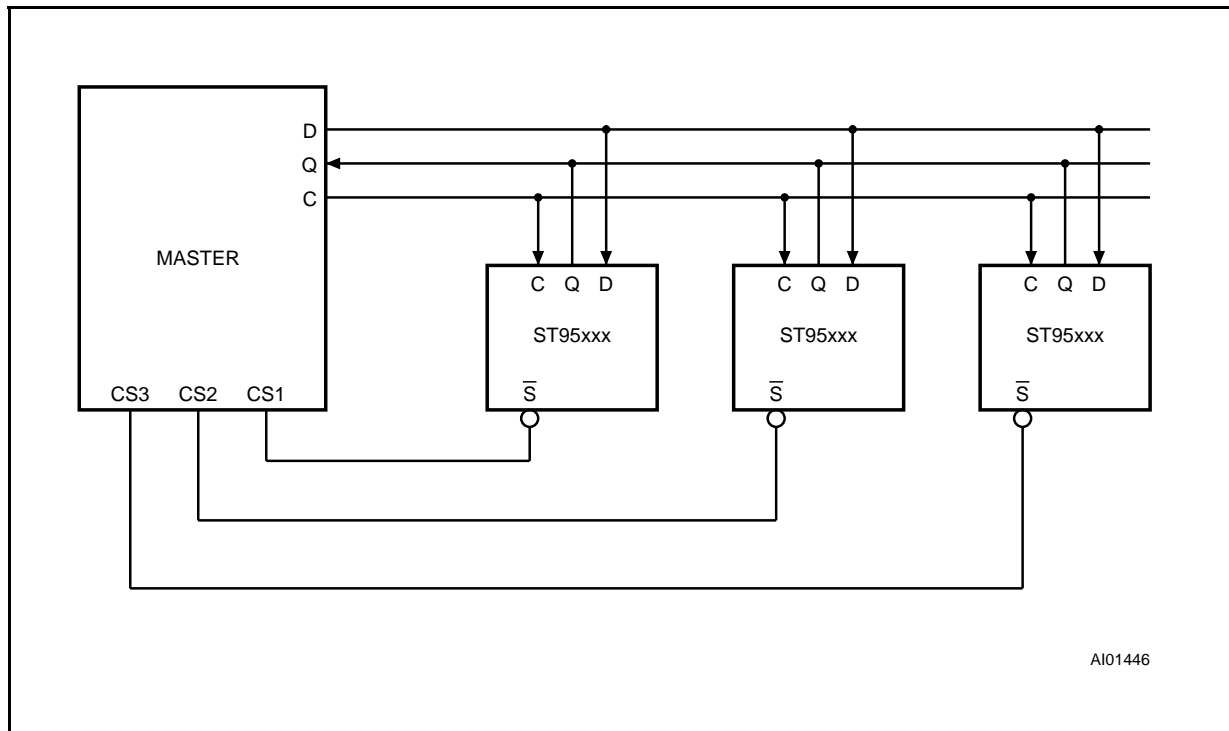 D
Q
C
MASTER
C Q D
C Q D
C Q D
ST95xxx
ST95xxx
ST95xxx
CS3 CS2 CS1
S̅
S̅
S̅
AI01446